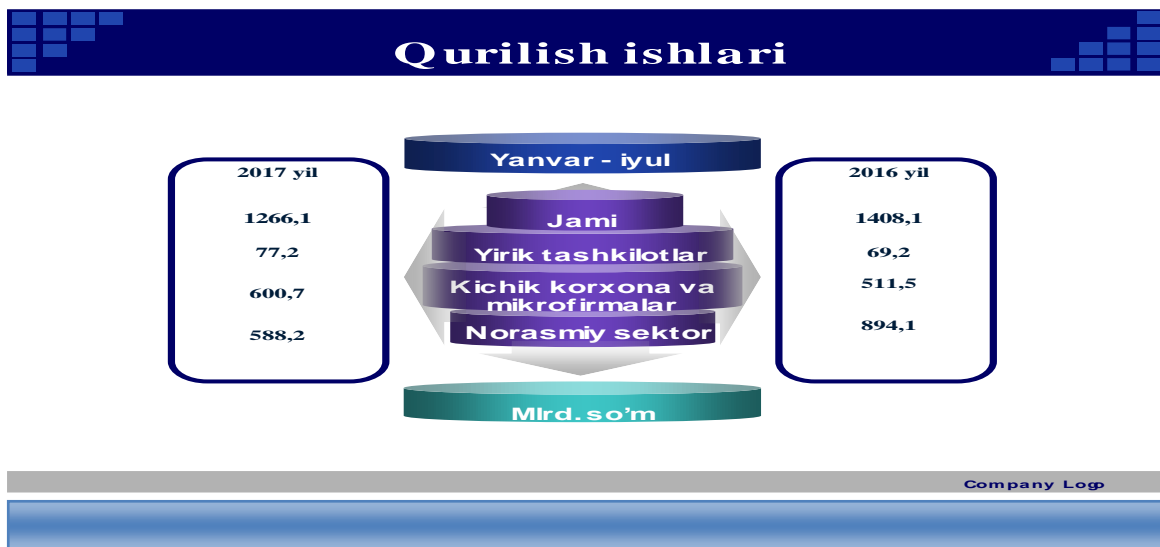 Qurilish ishlari
Yanvar - iyul
2017 yil
1266,1
77,2
600,7
588,2
Jami
Yirik tashkilotlar
Kichik korxona va
mikrofirmalar
Norasmiy sektor
2016 yil
1408,1
69,2
511,5
894,1
Mlrd. so’m
Company Logo